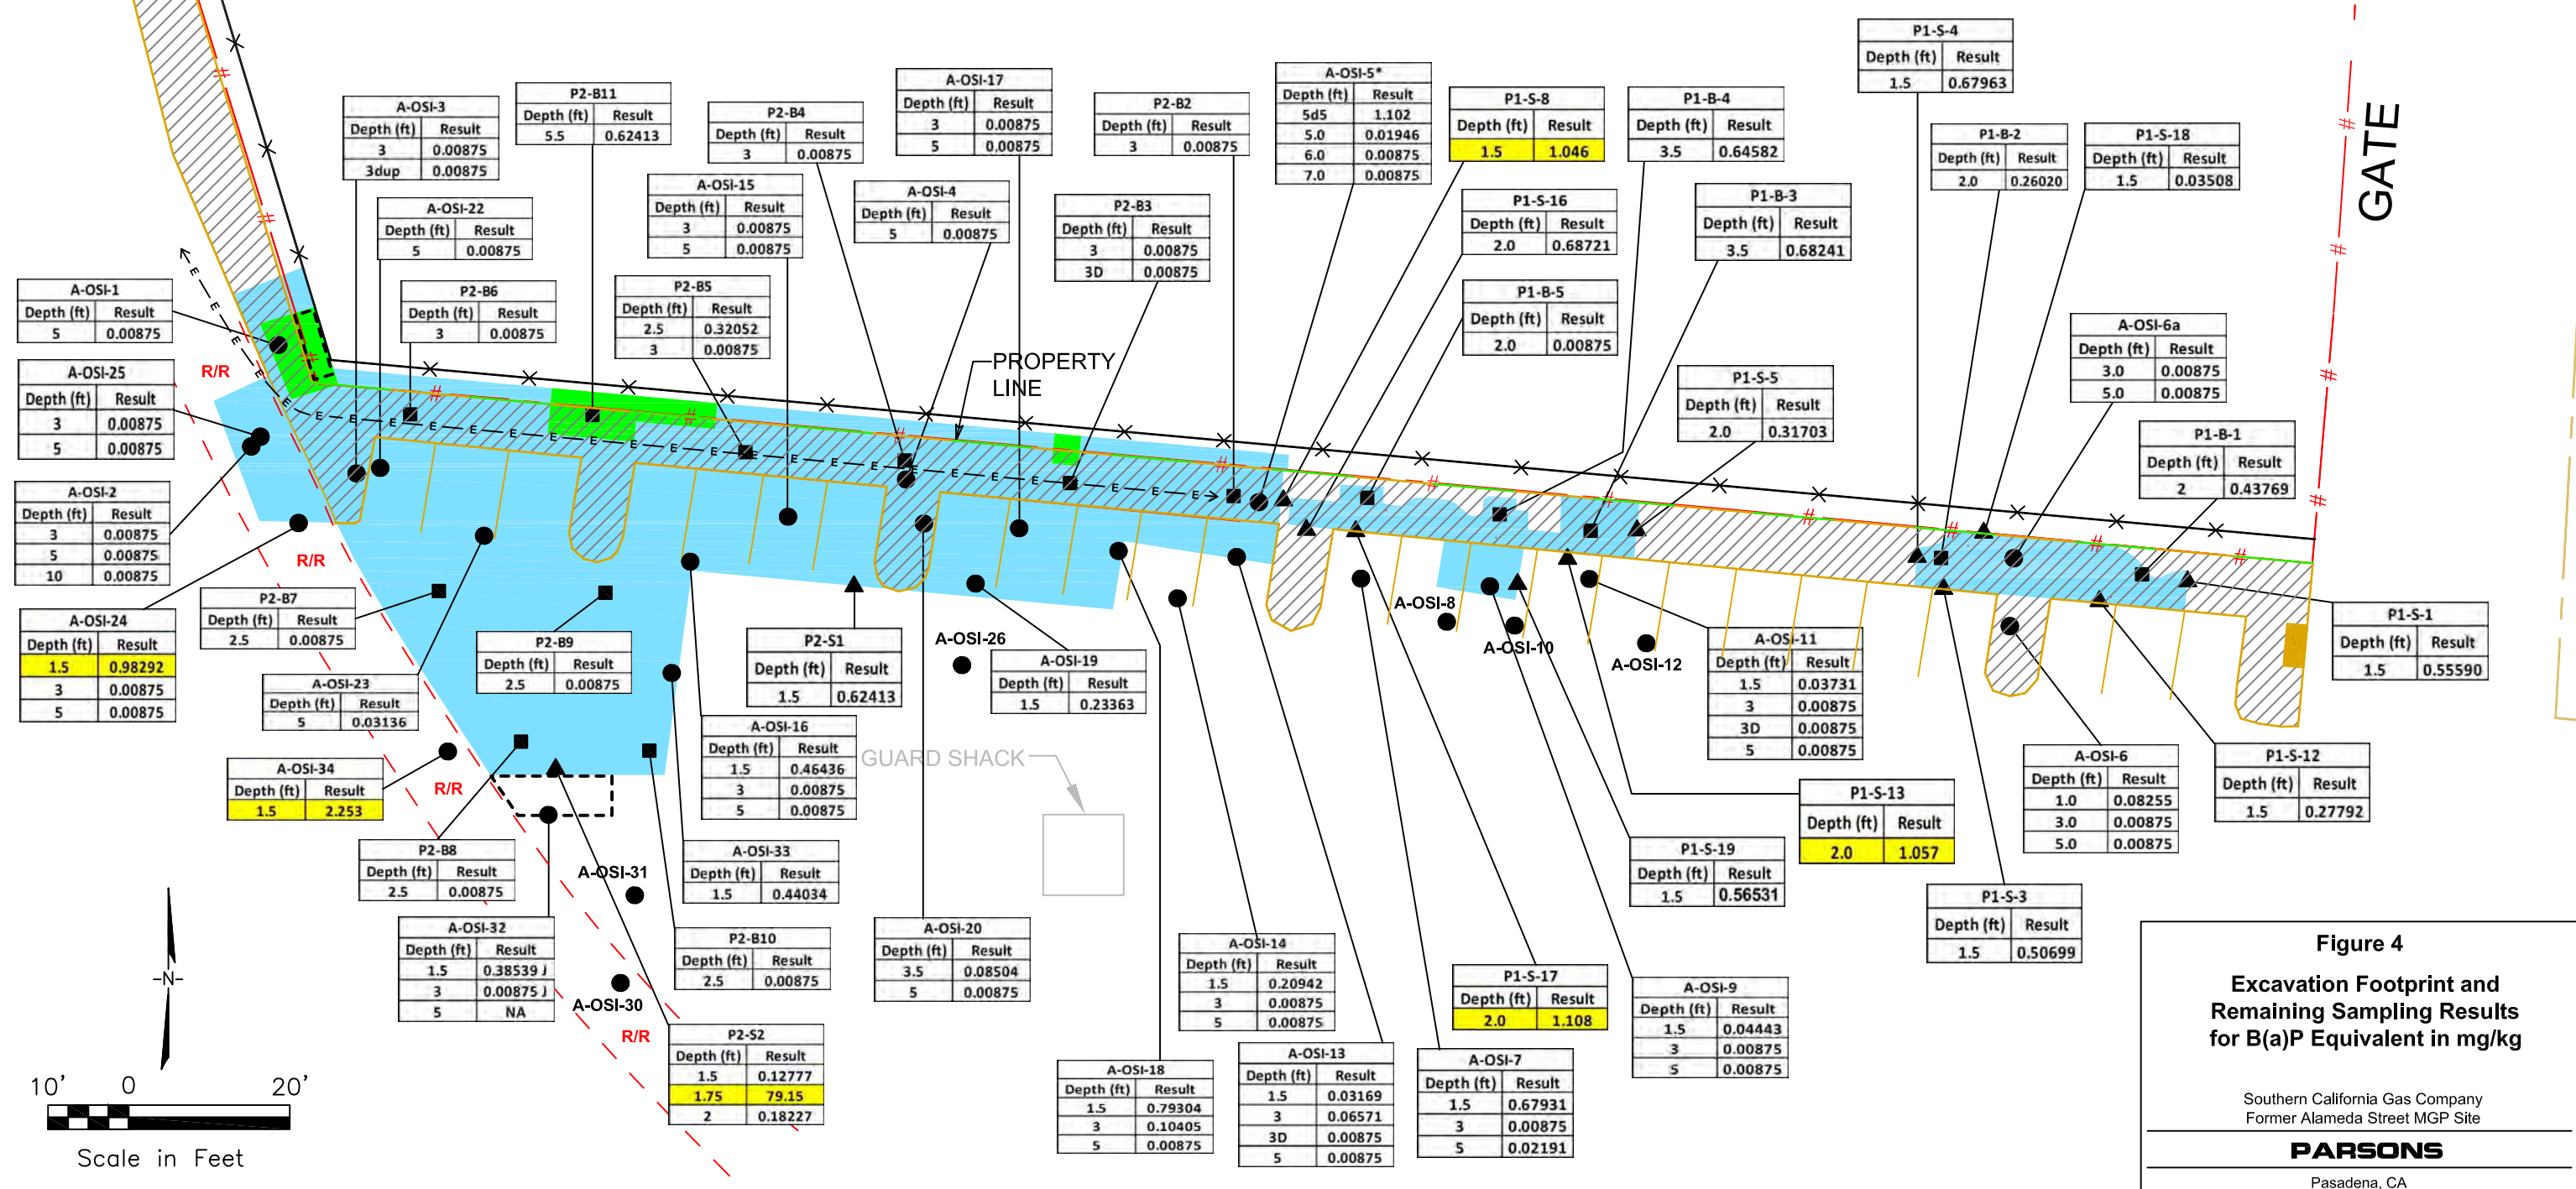 P1-S-4
Depth (ft) Result
1.5 0.67963
GATE
A-OSI-17
Depth (ft) Result
3 0.00875
5 0.00875
A-OSI-5*
Depth (ft) Result
5d5 1.102
5.0 0.01946
6.0 0.00875
7.0 0.00875
P2-B11
Depth (ft) Result
5.5 0.62413
P1-S-8
Depth (ft) Result
1.5 1.046
P1-B-4
Depth (ft) Result
3.5 0.64582
A-OSI-3
Depth (ft) Result
3 0.00875
3dup 0.00875
P2-B4
Depth (ft) Result
3 0.00875
P2-B2
Depth (ft) Result
3 0.00875
P1-B-2
Depth (ft) Result
2.0 0.26020
P1-S-18
Depth (ft) Result
1.5 0.03508
A-OSI-15
Depth (ft) Result
3 0.00875
5 0.00875
A-OSI-4
Depth (ft) Result
5 0.00875
P1-B-3
Depth (ft) Result
3.5 0.68241
P1-S-16
Depth (ft) Result
2.0 0.68721
P2-B3
Depth (ft) Result
3 0.00875
3D 0.00875
A-OSI-22
Depth (ft) Result
5 0.00875
A-OSI-1
Depth (ft) Result
5 0.00875
P2-B6
Depth (ft) Result
3 0.00875
P2-B5
Depth (ft) Result
2.5 0.32052
3 0.00875
P1-B-5
Depth (ft) Result
2.0 0.00875
A-OSI-6a
Depth (ft) Result
3.0 0.00875
5.0 0.00875
PROPERTY
LINE
R/R
A-OSI-25
Depth (ft) Result
3 0.00875
5 0.00875
P1-S-5
Depth (ft) Result
2.0 0.31703
P1-B-1
Depth (ft) Result
2 0.43769
E E E E E E E E E E E E E E E E E
A-OSI-2
Depth (ft) Result
3 0.00875
5 0.00875
10 0.00875
R/R
P2-B7
Depth (ft) Result
2.5 0.00875
A-OSI-24
Depth (ft) Result
1.5 0.98292
3 0.00875
5 0.00875
P2-B9
Depth (ft) Result
2.5 0.00875
P2-S1
Depth (ft) Result
1.5 0.62413
A-OSI-26
A-OSI-19
Depth (ft) Result
1.5 0.23363
A-OSI-8
A-OSI-10
A-OSI-12
A-OSI-11
Depth (ft) Result
1.5 0.03731
3 0.00875
3D 0.00875
5 0.00875
P1-S-1
Depth (ft) Result
1.5 0.55590
A-OSI-23
Depth (ft) Result
5 0.03136
A-OSI-16
Depth (ft) Result
1.5 0.46436
3 0.00875
5 0.00875
GUARD SHACK
A-OSI-34
Depth (ft) Result
1.5 2.253
R/R
P1-S-13
Depth (ft) Result
2.0 1.057
A-OSI-6
Depth (ft) Result
1.0 0.08255
3.0 0.00875
5.0 0.00875
P1-S-12
Depth (ft) Result
1.5 0.27792
P2-B8
Depth (ft) Result
2.5 0.00875
A-OSI-31
A-OSI-33
Depth (ft) Result
1.5 0.44034
P1-S-19
Depth (ft) Result
1.5 0.56531
P1-S-3
Depth (ft) Result
1.5 0.50699
A-OSI-32
Depth (ft) Result
1.5 0.38539 J
3 0.00875 J
5 NA
P2-B10
Depth (ft) Result
2.5 0.00875
A-OSI-20
Depth (ft) Result
3.5 0.08504
5 0.00875
A-OSI-14
Depth (ft) Result
1.5 0.20942
3 0.00875
5 0.00875
P1-S-17
Depth (ft) Result
2.0 1.108
A-OSI-9
Depth (ft) Result
1.5 0.04443
3 0.00875
5 0.00875
A-OSI-30
R/R
P2-S2
Depth (ft) Result
1.5 0.12777
1.75 79.15
2 0.18227
A-OSI-18
Depth (ft) Result
1.5 0.79304
3 0.10405
5 0.00875
A-OSI-13
Depth (ft) Result
1.5 0.03169
3 0.06571
3D 0.00875
5 0.00875
A-OSI-7
Depth (ft) Result
1.5 0.67931
3 0.00875
5 0.02191
-N-
10' 0 20'
Scale in Feet
Figure 4
Excavation Footprint and
Remaining Sampling Results
for B(a)P Equivalent in mg/kg
Southern California Gas Company
Former Alameda Street MGP Site
PARSONS
Pasadena, CA